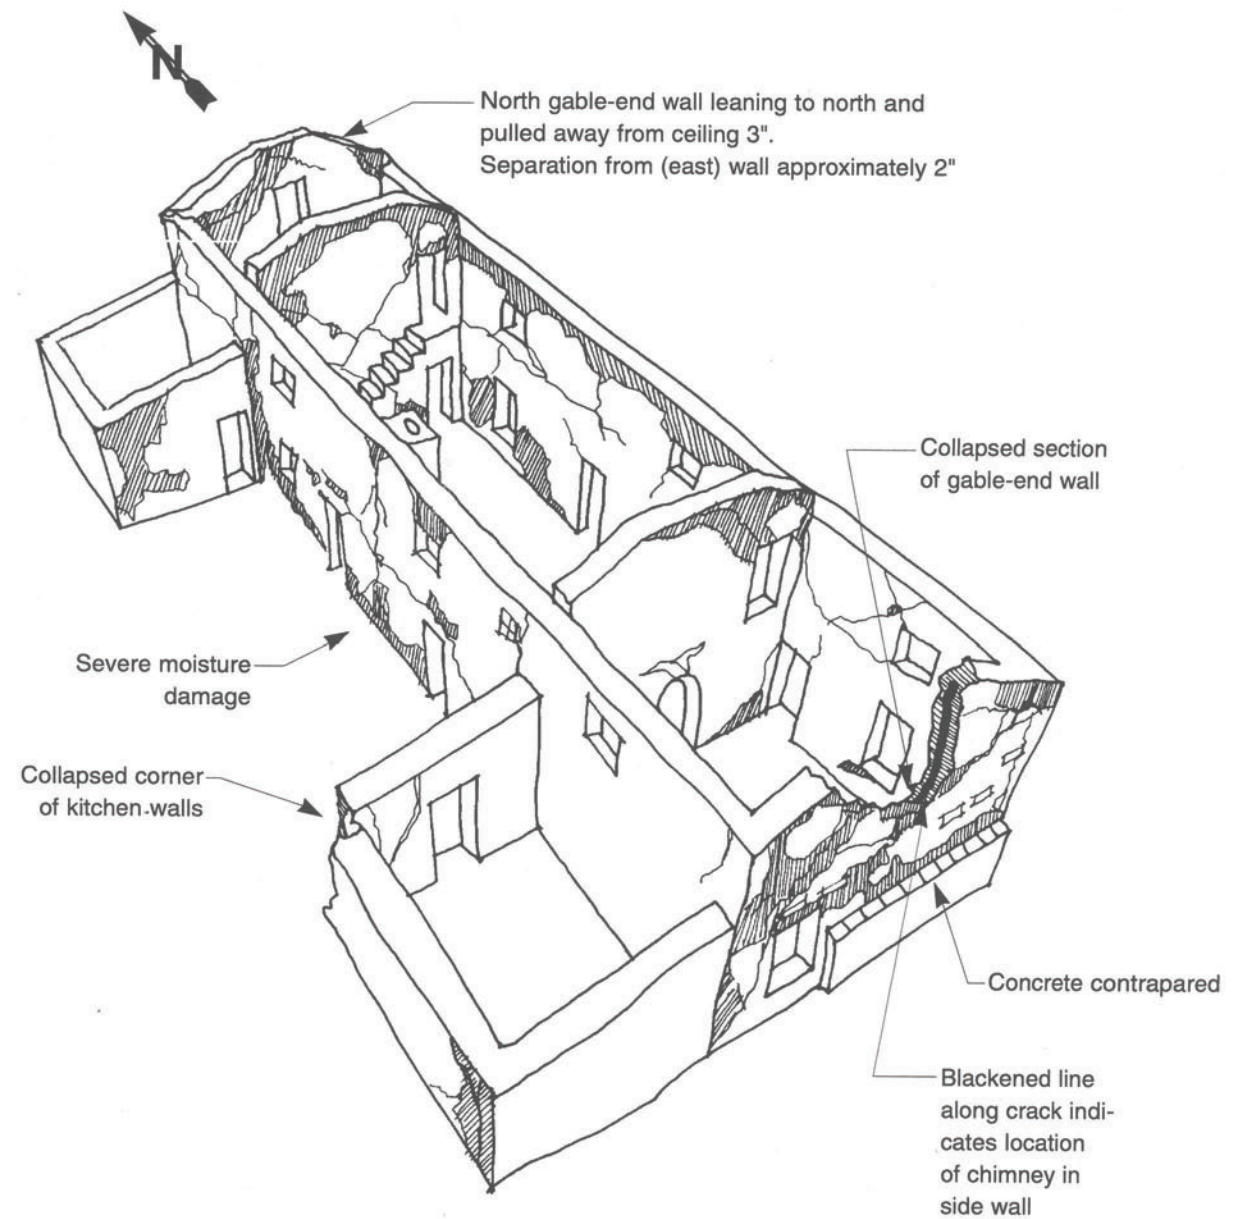 N
North gable-end wall leaning to north and
pulled away from ceiling 3".
Separation from (east) wall approximately 2"
Collapsed section
of gable-end wall
Severe moisture
damage
Collapsed corner
of kitchen walls
Concrete contrapared
Blackened line
along crack indi-
cates location
of chimney in
side wall